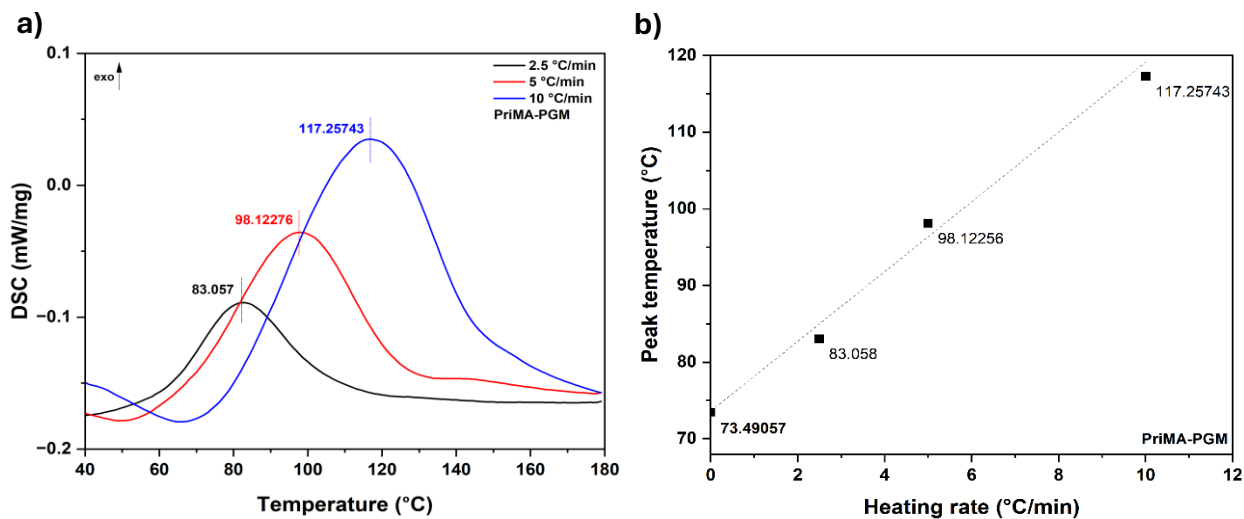 a)
exo
2.5 °C/min
5 °C/min
10 °C/min
PriMA-PGM
117.25743
98.12276
83.057
0.1
0.0
−0.1
−0.2
DSC (mW/mg)
40 60 80 100 120 140 160 180
Temperature (°C)
b)
120
110
100
90
80
70
Peak temperature (°C)
117.25743
98.12256
83.058
73.49057
PriMA-PGM
0 2 4 6 8 10 12
Heating rate (°C/min)